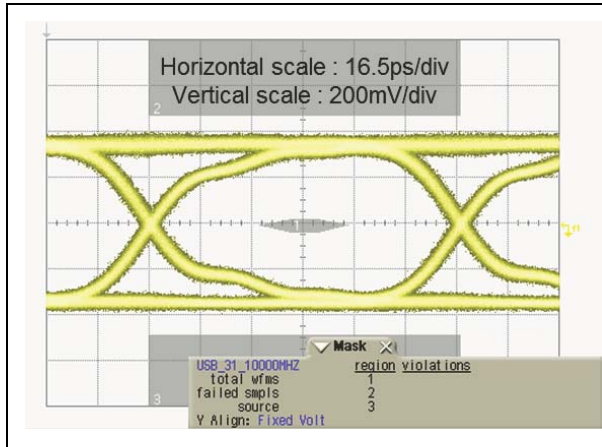 Horizontal scale : 16.5ps/div
Vertical scale : 200mV/div
2
1
Mask
USB_31_10000MHZ region violations
total wfms 1
failed smpls 2
source 3
Y Align: Fixed Volt
3